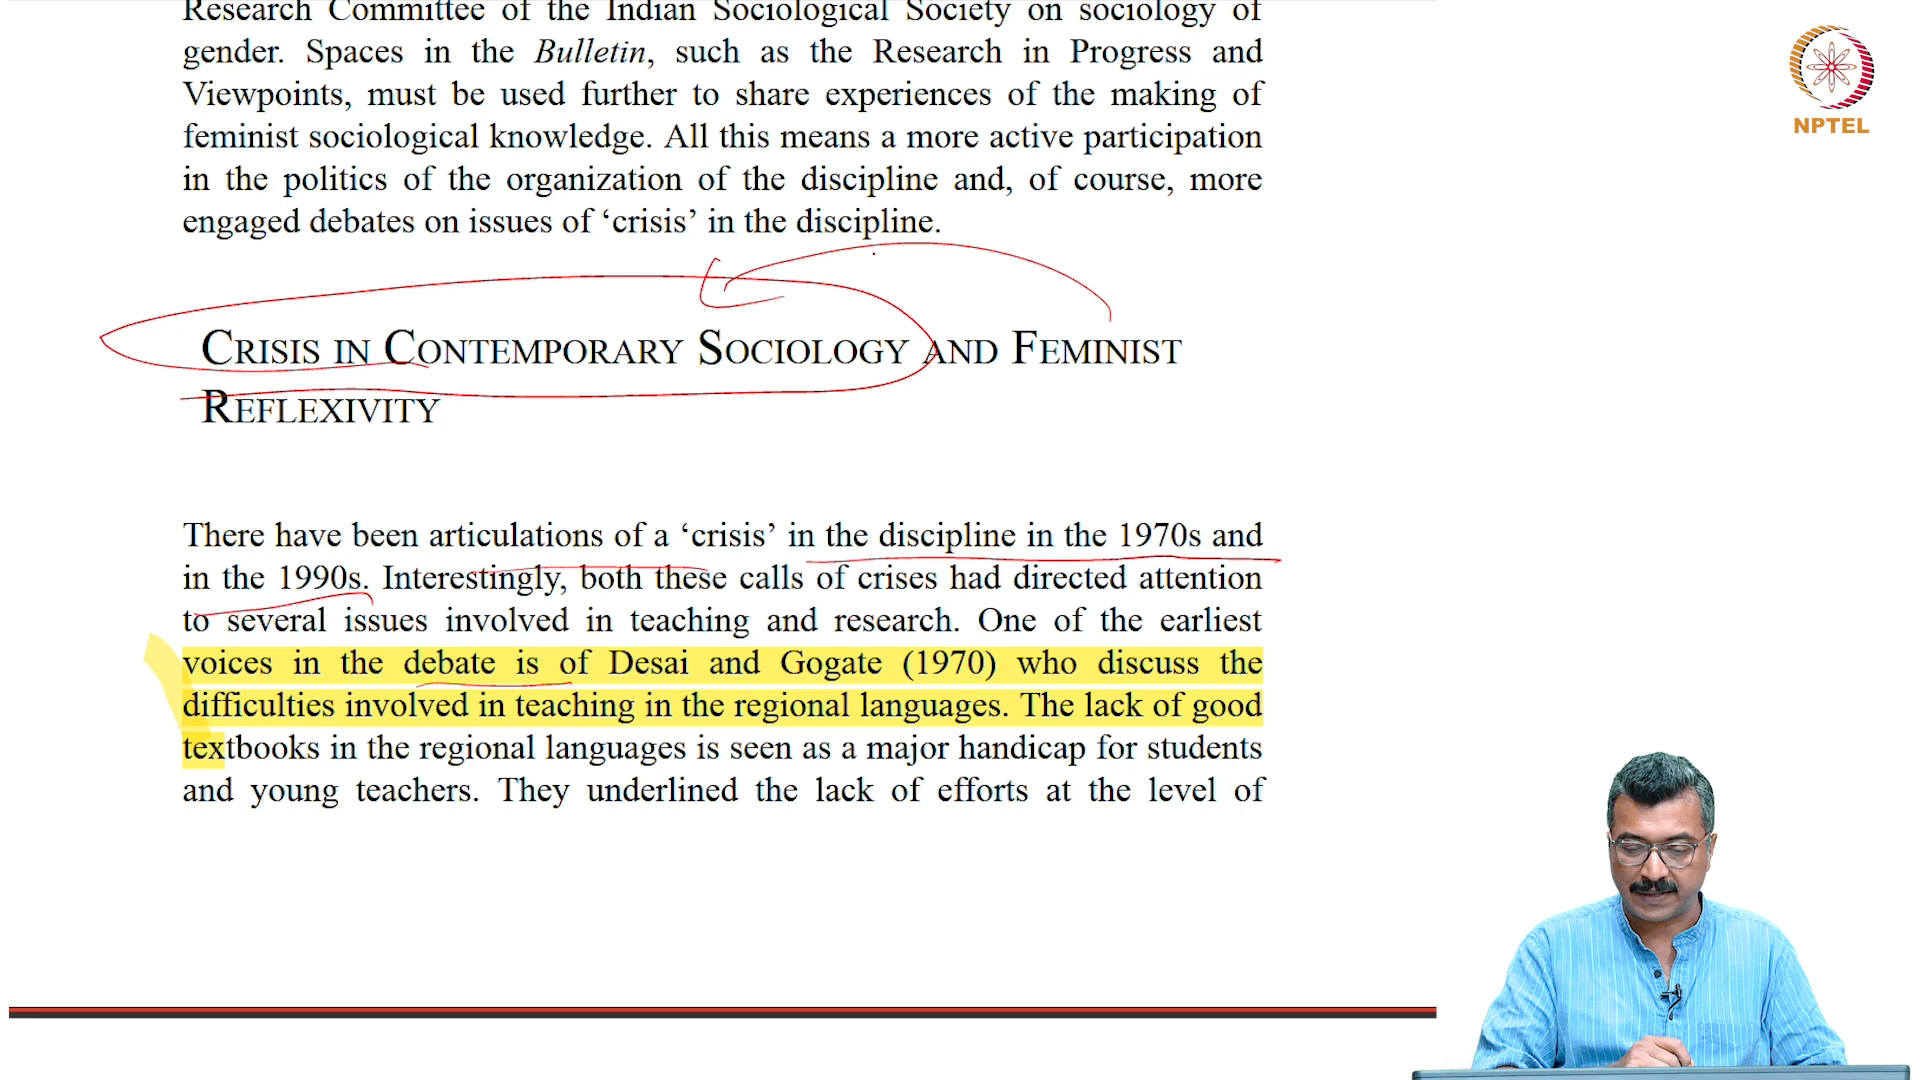 Research Committee of the Indian Sociological Society on sociology of
gender. Spaces in the Bulletin, such as the Research in Progress and
Viewpoints, must be used further to share experiences of the making of
feminist sociological knowledge. All this means a more active participation
in the politics of the organization of the discipline and, of course, more
engaged debates on issues of ‘crisis’ in the discipline.
CRISIS IN CONTEMPORARY SOCIOLOGY AND FEMINIST
REFLEXIVITY
There have been articulations of a ‘crisis’ in the discipline in the 1970s and
in the 1990s. Interestingly, both these calls of crises had directed attention
to several issues involved in teaching and research. One of the earliest
voices in the debate is of Desai and Gogate (1970) who discuss the
difficulties involved in teaching in the regional languages. The lack of good
textbooks in the regional languages is seen as a major handicap for students
and young teachers. They underlined the lack of efforts at the level of
NPTEL